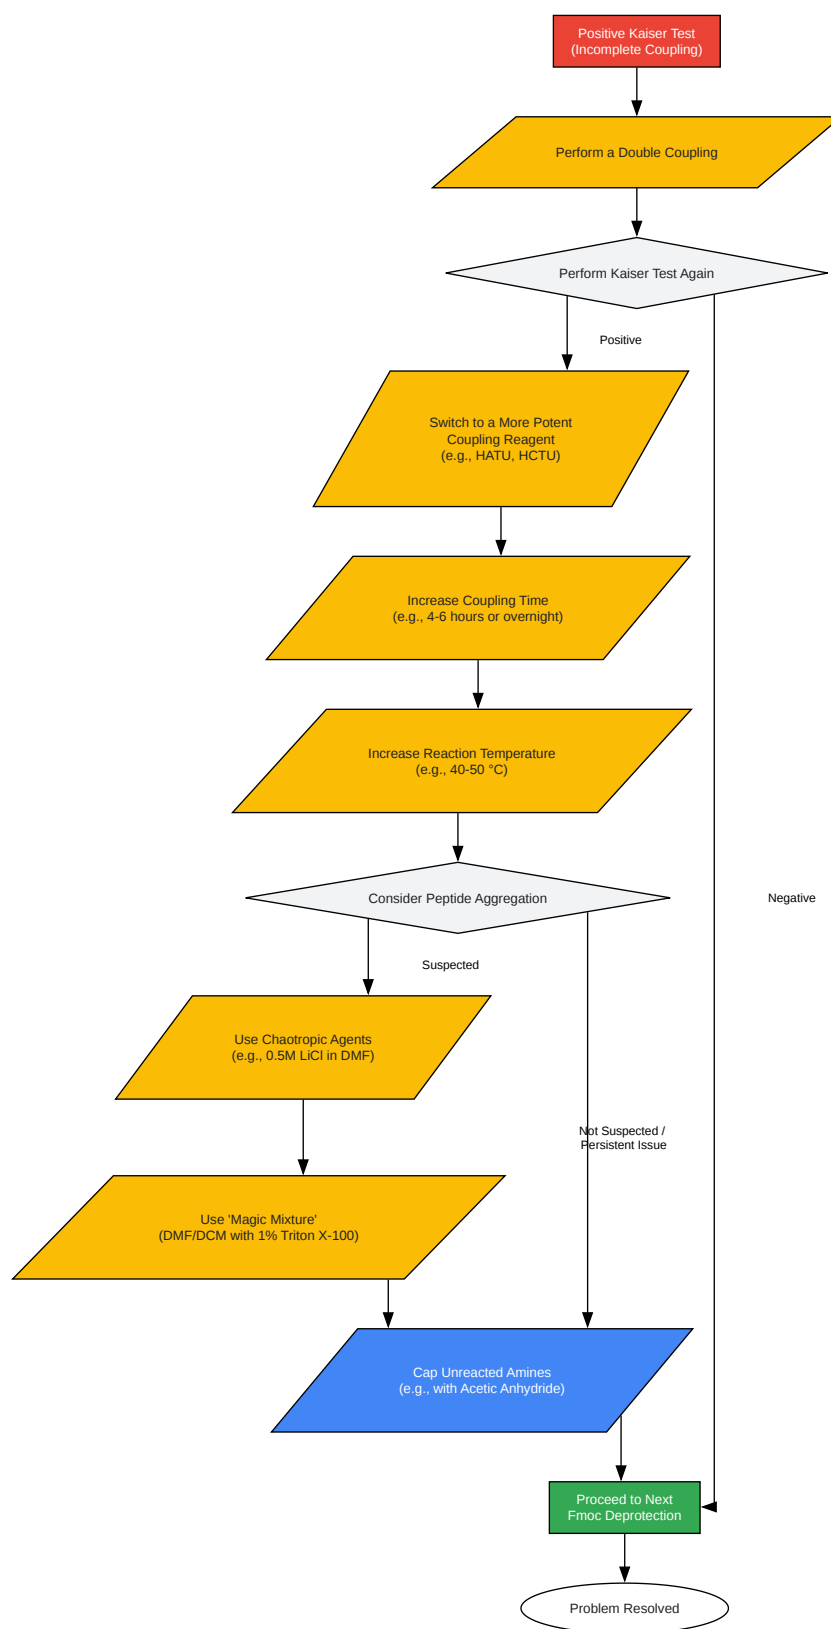 Positive Kaiser Test
(Incomplete Coupling)
Perform a Double Coupling
Perform Kaiser Test Again
Positive
Switch to a More Potent
Coupling Reagent
(e.g., HATU, HCTU)
Increase Coupling Time
(e.g., 4-6 hours or overnight)
Increase Reaction Temperature
(e.g., 40-50 °C)
Consider Peptide Aggregation
Negative
Suspected
Use Chaotropic Agents
(e.g., 0.5M LiCl in DMF)
Not Suspected /
Persistent Issue
Use 'Magic Mixture'
(DMF/DCM with 1% Triton X-100)
Cap Unreacted Amines
(e.g., with Acetic Anhydride)
Proceed to Next
Fmoc Deprotection
Problem Resolved